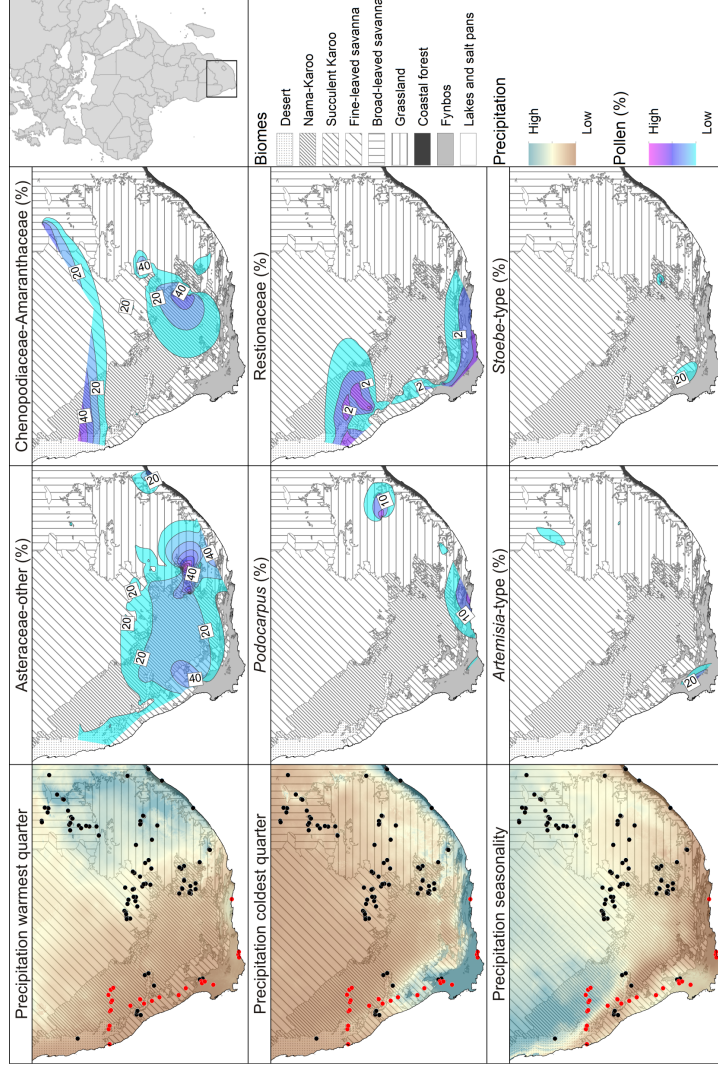 Precipitation warmest quarter
Asteraceae-other (%)
20
20
20
20
20
40
40
40
Chenopodiaceae-Amaranthaceae (%)
20
40
20
20
40
20
40
Precipitation coldest quarter
Podocarpus (%)
10
10
Restionaceae (%)
2
2
2
2
Precipitation seasonality
Artemisia-type (%)
20
Stoebe-type (%)
20
Biomes
Desert
Nama-Karoo
Succulent Karoo
Fine-leaved savanna
Broad-leaved savanna
Grassland
Coastal forest
Fynbos
Lakes and salt pans
Precipitation
High
Low
Pollen (%)
High
Low